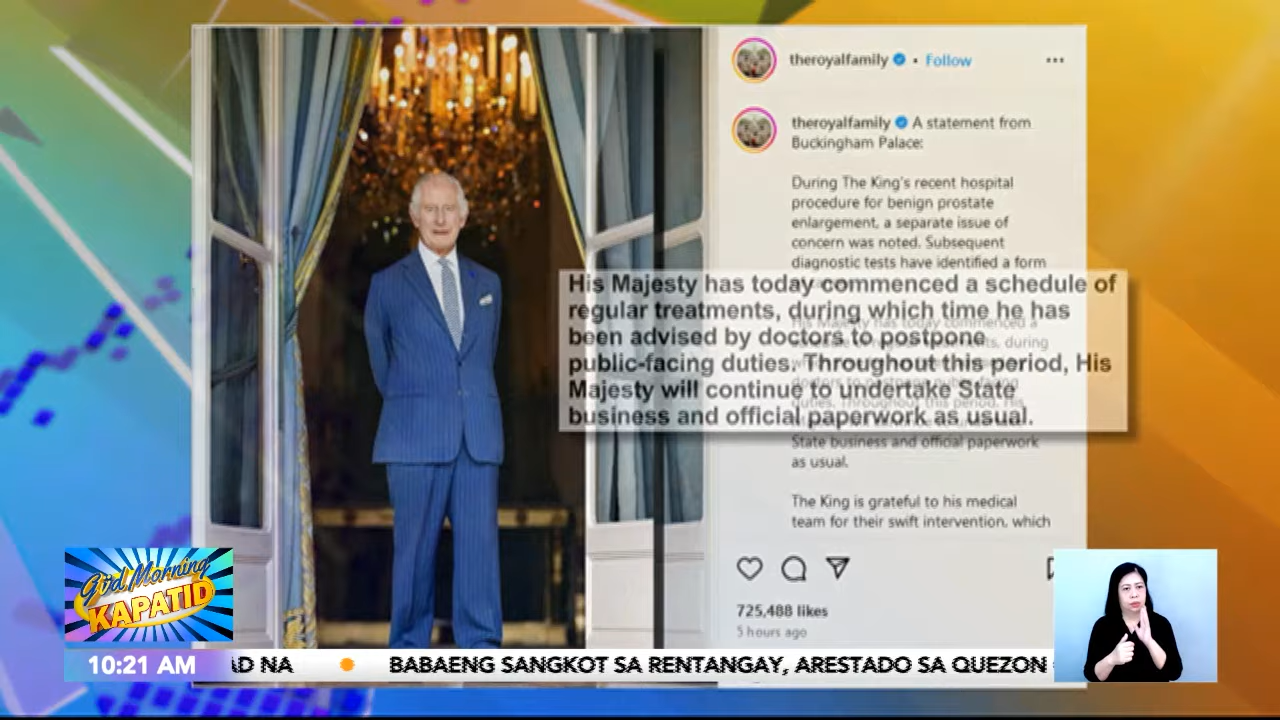 theroyalfamily • Follow
theroyalfamily A statement from
Buckingham Palace:
During The King's recent hospital
procedure for benign prostate
enlargement, a separate issue of
concern was noted. Subsequent
diagnostic tests have identified a form
His Majesty has today commenced a schedule of
regular treatments, during which time he has
been advised by doctors to postpone
public-facing duties. Throughout this period, His
Majesty will continue to undertake State
business and official paperwork as usual.
State business and official paperwork
as usual.
The King is grateful to his medical
team for their swift intervention, which
725,488 likes
5 hours ago
Gud Morning
KAPATID
10:21 AM
AD NA
BABAENG SANGKOT SA RENTANGAY, ARESTADO SA QUEZON